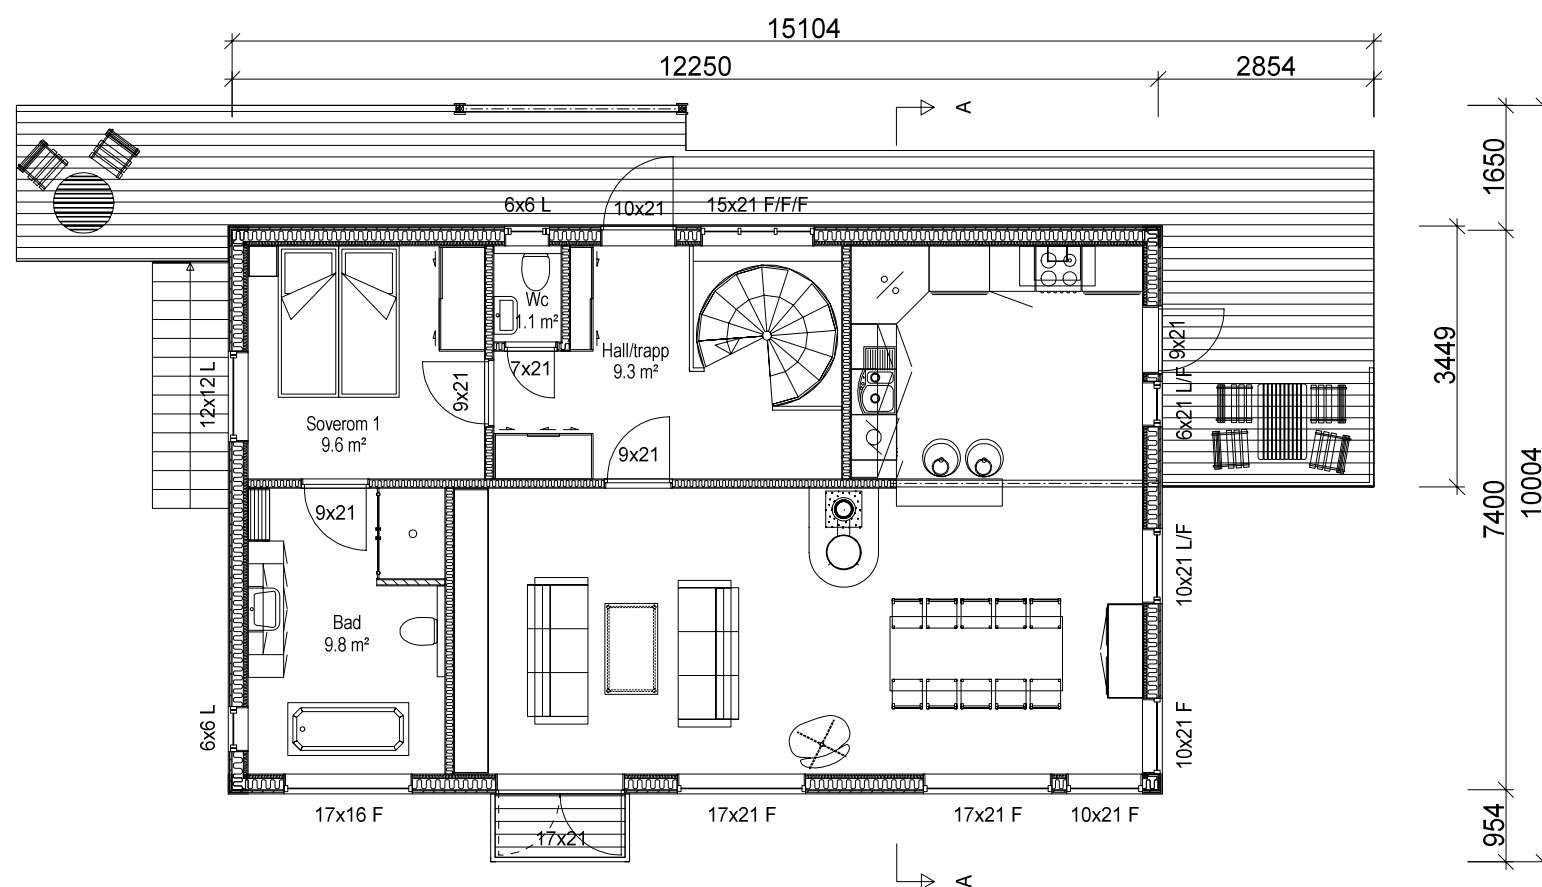 15104
12250
2854
A
1650
6x6 L
10x21
15x21 F/F/F
Wc
1.1 m²
Hall/trapp
9.3 m²
7x21
9x21
9x21
3449
12x12 L
9x21
6x21 L/F
Soverom 1
9.6 m²
9x21
9x21
7400
10004
10x21 L/F
Bad
9.8 m²
6x6 L
10x21 F
17x16 F
17x21
17x21 F
17x21 F
10x21 F
954
A